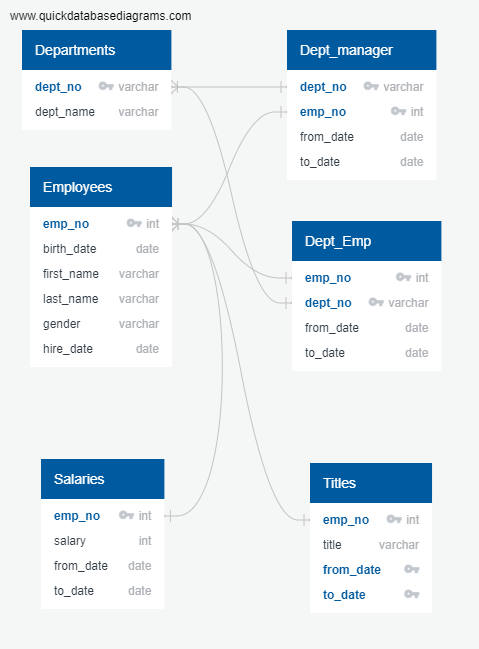 www.quickdatabasediagrams.com
Departments
dept_no varchar
dept_name varchar
Dept_manager
dept_no varchar
emp_no int
from_date date
to_date date
Employees
emp_no int
birth_date date
first_name varchar
last_name varchar
gender varchar
hire_date date
Dept_Emp
emp_no int
dept_no varchar
from_date date
to_date date
Salaries
emp_no int
salary int
from_date date
to_date date
Titles
emp_no int
title varchar
from_date
to_date